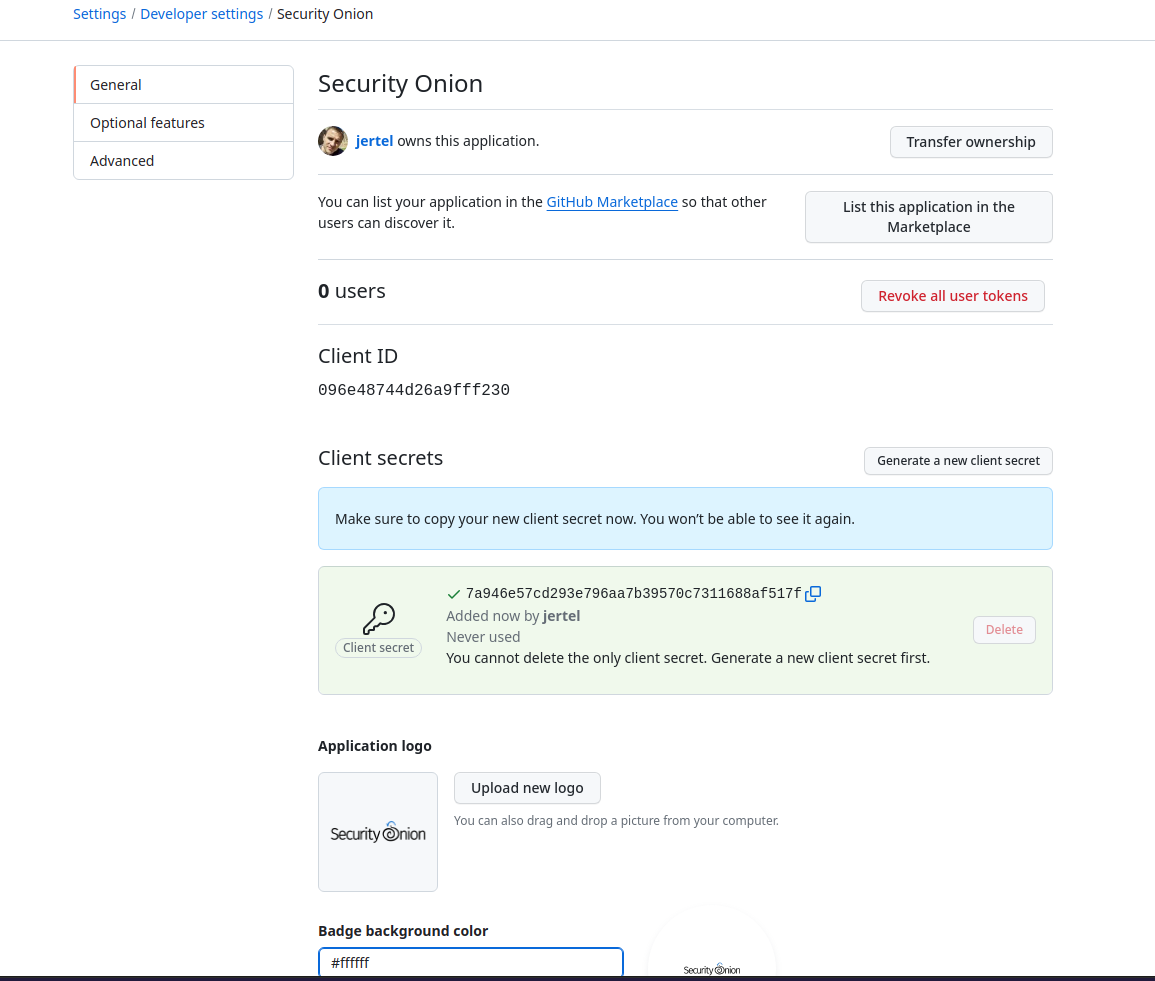 Settings / Developer settings / Security Onion
General
Optional features
Advanced
Security Onion
jertel owns this application.
Transfer ownership
You can list your application in the GitHub Marketplace so that other
users can discover it.
List this application in the
Marketplace
0 users
Revoke all user tokens
Client ID
096e48744d26a9fff230
Client secrets
Generate a new client secret
Make sure to copy your new client secret now. You won’t be able to see it again.
7a946e57cd293e796aa7b39570c7311688af517f
Added now by jertel
Never used
You cannot delete the only client secret. Generate a new client secret first.
Client secret
Delete
Application logo
Security Onion
Upload new logo
You can also drag and drop a picture from your computer.
Badge background color
#ffffff
Security Onion